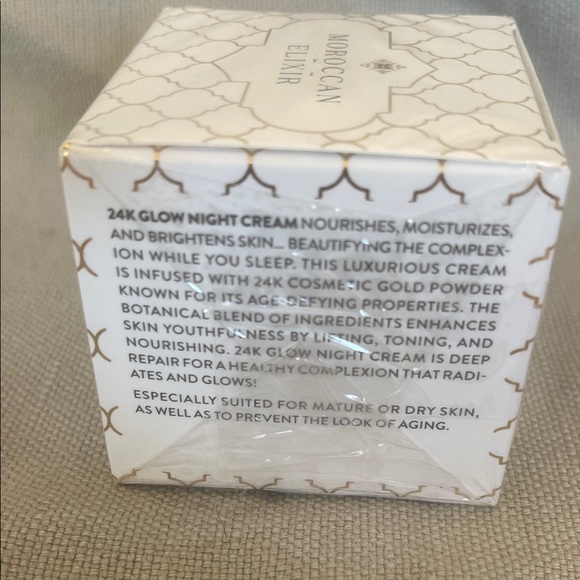 MOROCCAN
ELIXIR
24K GLOW NIGHT CREAM NOURISHES, MOISTURIZES,
AND BRIGHTENS SKIN... BEAUTIFYING THE COMPLEX-
ION WHILE YOU SLEEP. THIS LUXURIOUS CREAM
IS INFUSED WITH 24K COSMETIC GOLD POWDER
KNOWN FOR ITS AGE-DEFYING PROPERTIES. THE
BOTANICAL BLEND OF INGREDIENTS ENHANCES
SKIN YOUTHFULNESS BY LIFTING, TONING, AND
NOURISHING. 24K GLOW NIGHT CREAM IS DEEP
REPAIR FOR A HEALTHY COMPLEXION THAT RADI-
ATES AND GLOWS!
ESPECIALLY SUITED FOR MATURE OR DRY SKIN,
AS WELL AS TO PREVENT THE LOOK OF AGING.